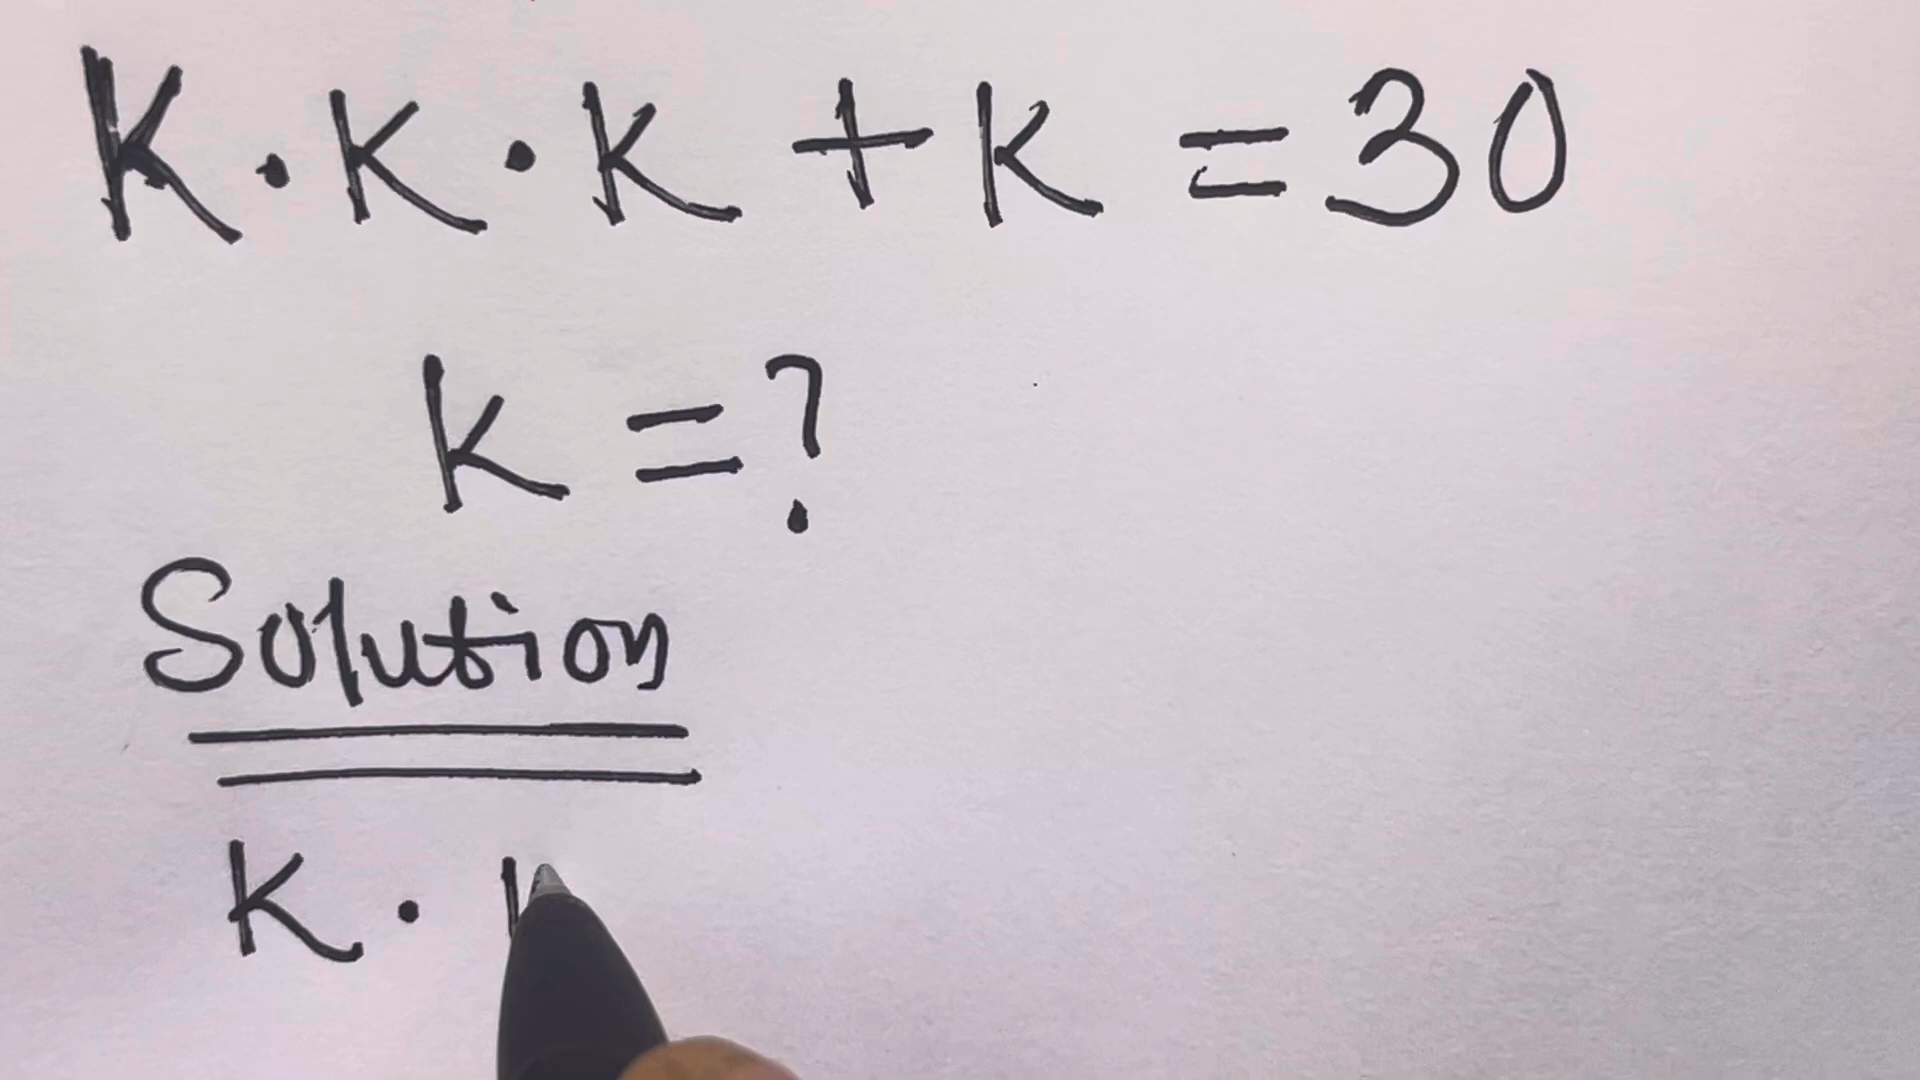 K · K · K + K = 30
K = ?
Solution
K ·